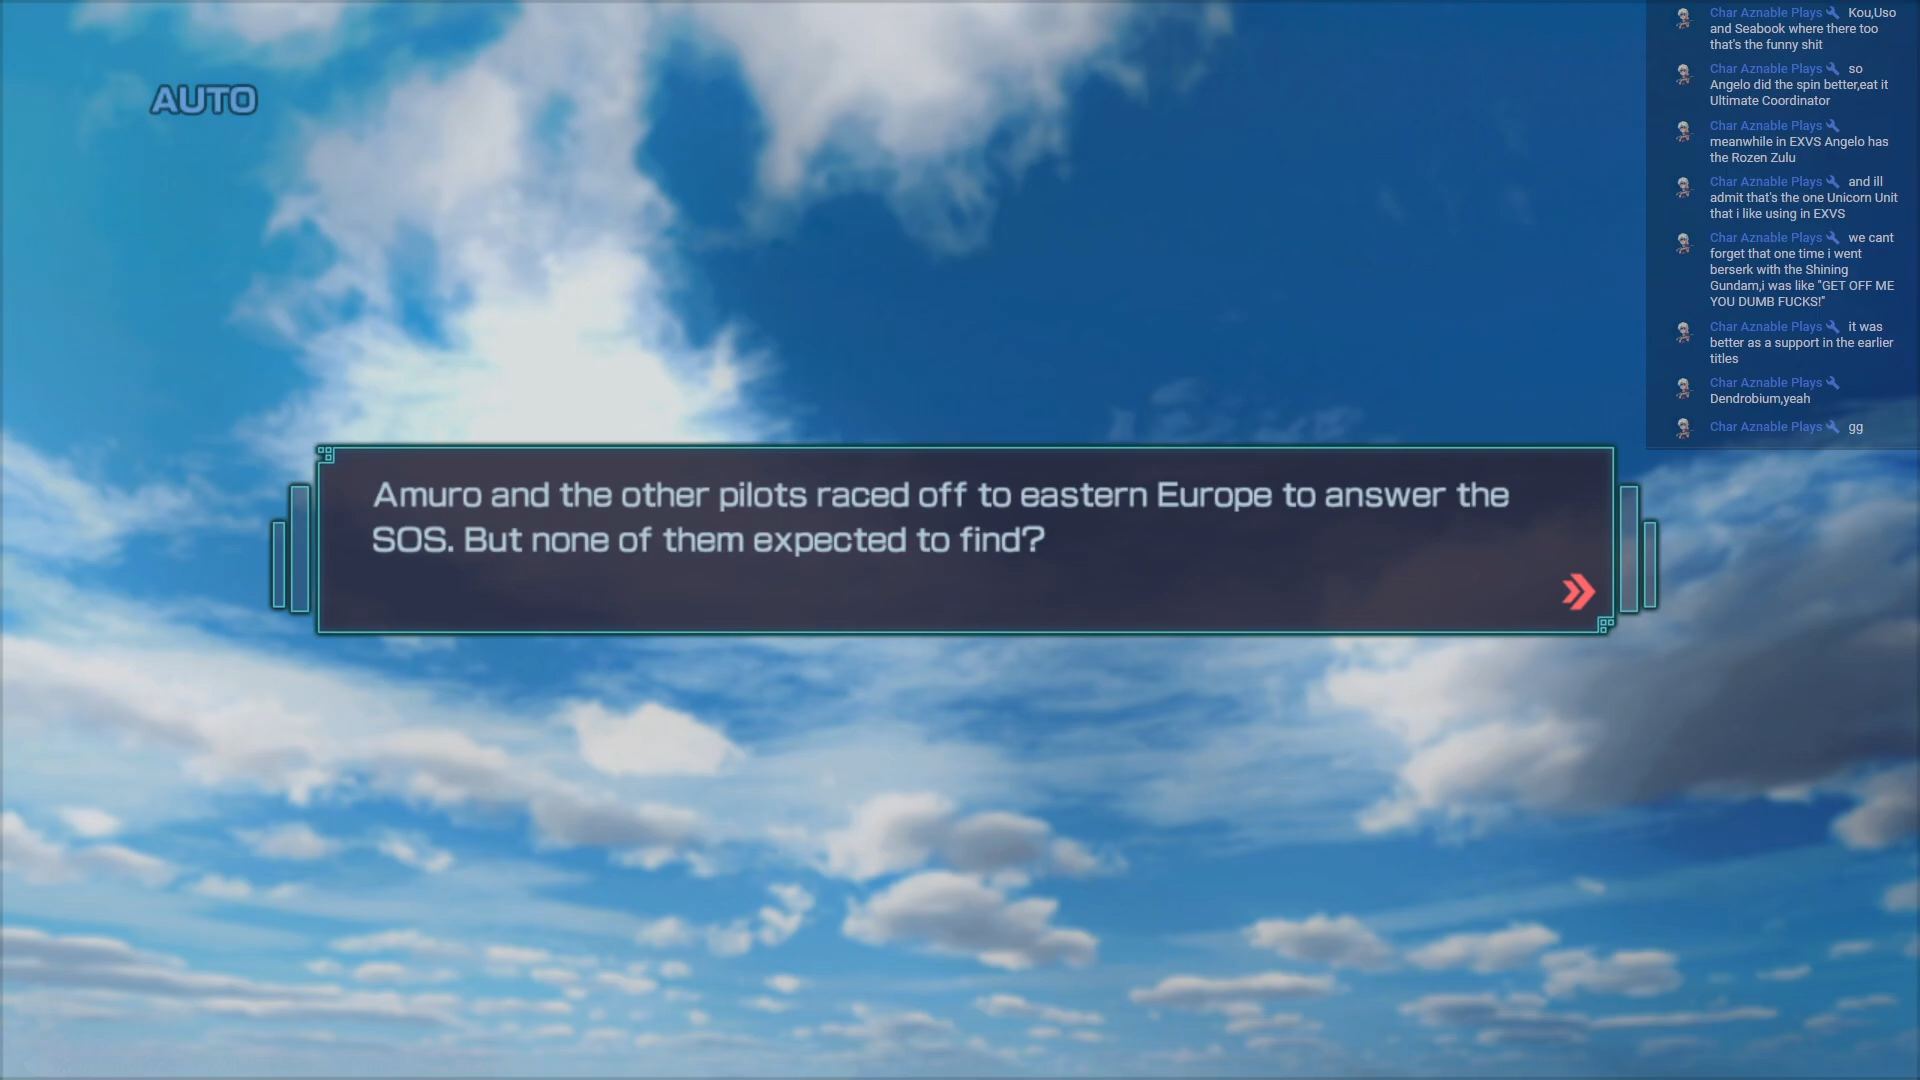 AUTO
Char Aznable Plays Kou,Uso
and Seabook where there too
that's the funny shit
Char Aznable Plays so
Angelo did the spin better,eat it
Ultimate Coordinator
Char Aznable Plays
meanwhile in EXVS Angelo has
the Rozen Zulu
Char Aznable Plays and ill
admit that's the one Unicorn Unit
that i like using in EXVS
Char Aznable Plays we cant
forget that one time i went
berserk with the Shining
Gundam,i was like "GET OFF ME
YOU DUMB FUCKS!"
Char Aznable Plays it was
better as a support in the earlier
titles
Char Aznable Plays
Dendrobium,yeah
Char Aznable Plays gg
Amuro and the other pilots raced off to eastern Europe to answer the
SOS. But none of them expected to find?